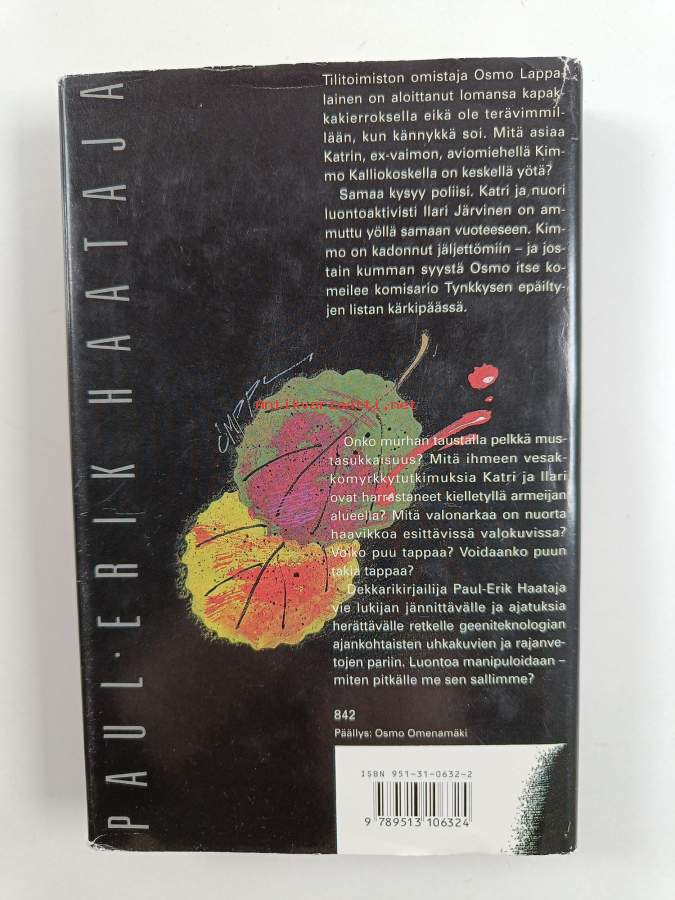 PAUL-ERIK HAATAJA
Tilitoimiston omistaja Osmo Lappa-
lainen on aloittanut lomansa kapak-
kakierroksella eikä ole terävimmil-
lään, kun kännykkä soi. Mitä asiaa
Katrin, ex-vaimon, aviomiehellä Kim-
mo Kalliokoskella on keskellä yötä?
Samaa kysyy poliisi. Katri ja nuori
luontoaktivisti Ilari Järvinen on am-
muttu yöllä samaan vuoteeseen. Kim-
mo on kadonnut jäljettömiin – ja jos-
tain kumman syystä Osmo itse ko-
meilee komisario Tynkkysen epäilty-
jen listan kärkipäässä.
Antikvariaatti.net
Onko murhan taustalla pelkkä mus-
tasukkaisuus? Mitä ihmeen vesak-
komyrkkytutkimuksia Katri ja Ilari
ovat harrastaneet kielletyllä armeijan
alueella? Mitä valonarkaa on nuorta
haavikkoa esittävissä valokuvissa?
Voiko puu tappaa? Voidaanko puun
takia tappaa?
Dekkarikirjailija Paul-Erik Haataja
vie lukijan jännittävälle ja ajatuksia
herättävälle retkelle geeniteknologian
ajankohtaisten uhkakuvien ja rajanve-
tojen pariin. Luontoa manipuloidaan –
miten pitkälle me sen sallimme?
842
Päällys: Osmo Omenamäki
ISBN 951-31-0632-2
9 789513 106324